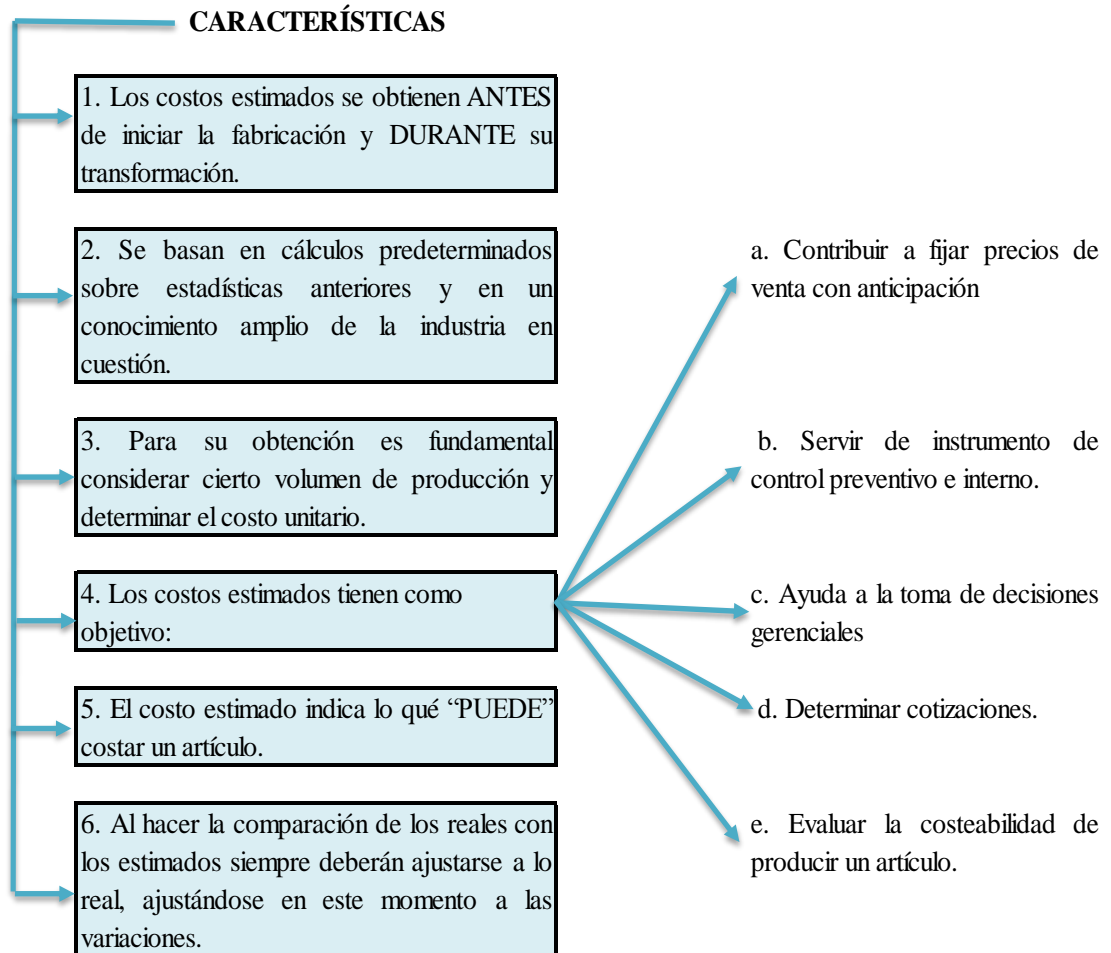 CARACTERÍSTICAS
1. Los costos estimados se obtienen ANTES
de iniciar la fabricación y DURANTE su
transformación.
2. Se basan en cálculos predeterminados
sobre estadísticas anteriores y en un
conocimiento amplio de la industria en
cuestión.
3. Para su obtención es fundamental
considerar cierto volumen de producción y
determinar el costo unitario.
4. Los costos estimados tienen como
objetivo:
5. El costo estimado indica lo qué “PUEDE”
costar un artículo.
6. Al hacer la comparación de los reales con
los estimados siempre deberán ajustarse a lo
real, ajustándose en este momento a las
variaciones.
a. Contribuir a fijar precios de
venta con anticipación
b. Servir de instrumento de
control preventivo e interno.
c. Ayuda a la toma de decisiones
gerenciales
d. Determinar cotizaciones.
e. Evaluar la costeabilidad de
producir un artículo.